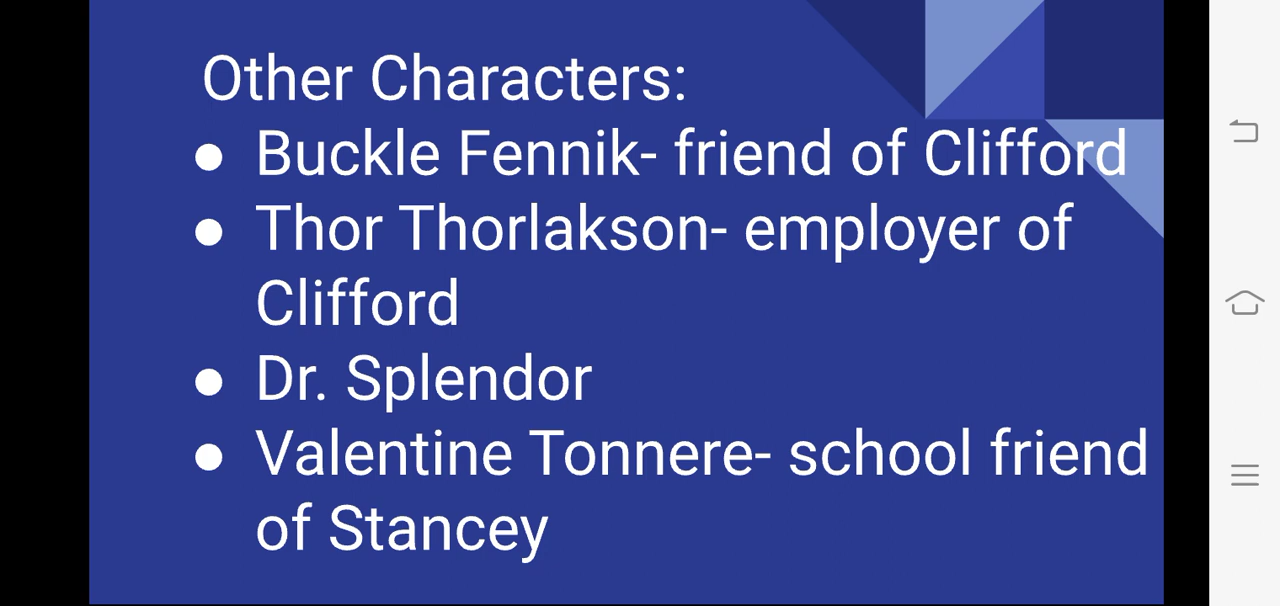 Other Characters:
● Buckle Fennik- friend of Clifford
● Thor Thorlakson- employer of
Clifford
● Dr. Splendor
● Valentine Tonnere- school friend
of Stancey